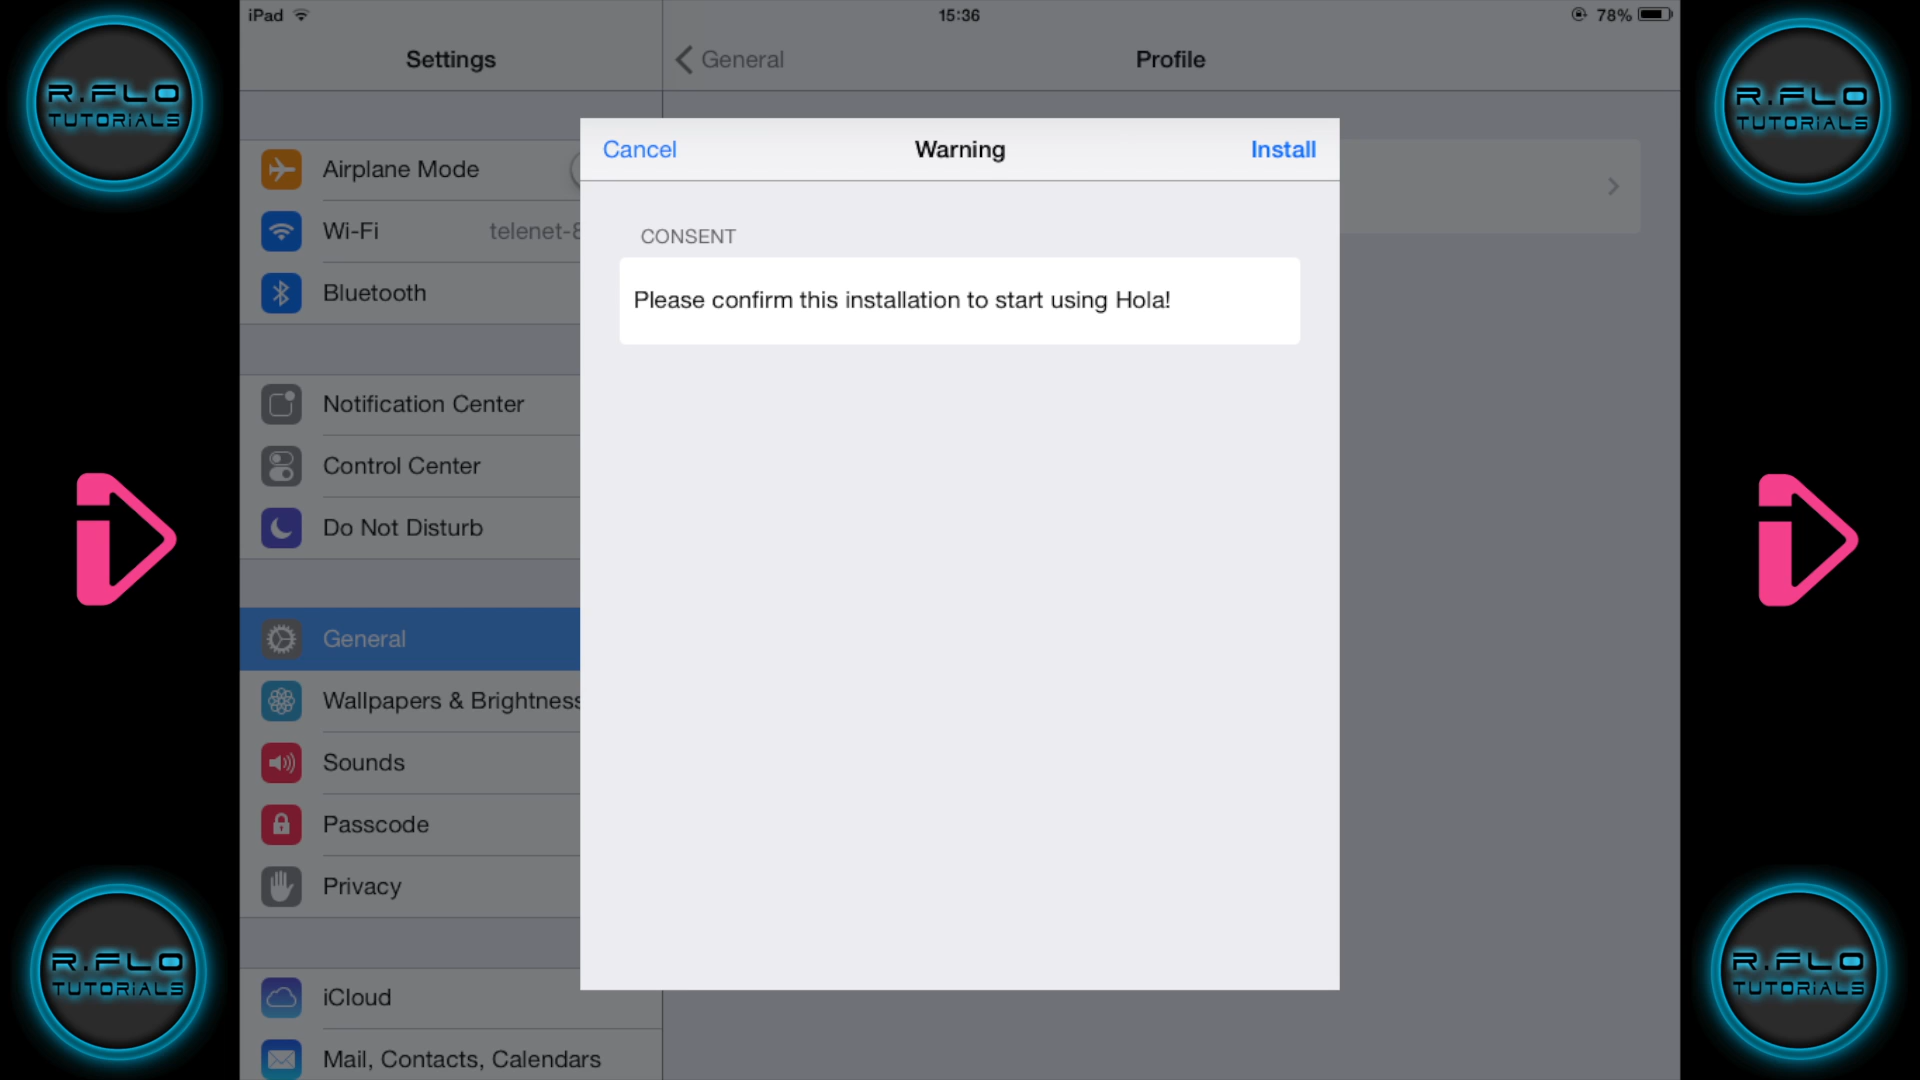 iPad
15:36
78%
Settings
General
Profile
R.FLO
TUTORiALS
R.FLO
TUTORiALS
Cancel
Warning
Install
CONSENT
Please confirm this installation to start using Hola!
Airplane Mode
Wi-Fi
telenet-8
Bluetooth
Notification Center
Control Center
Do Not Disturb
General
Wallpapers & Brightness
Sounds
Passcode
Privacy
iCloud
Mail, Contacts, Calendars
R.FLO
TUTORiALS
R.FLO
TUTORiALS